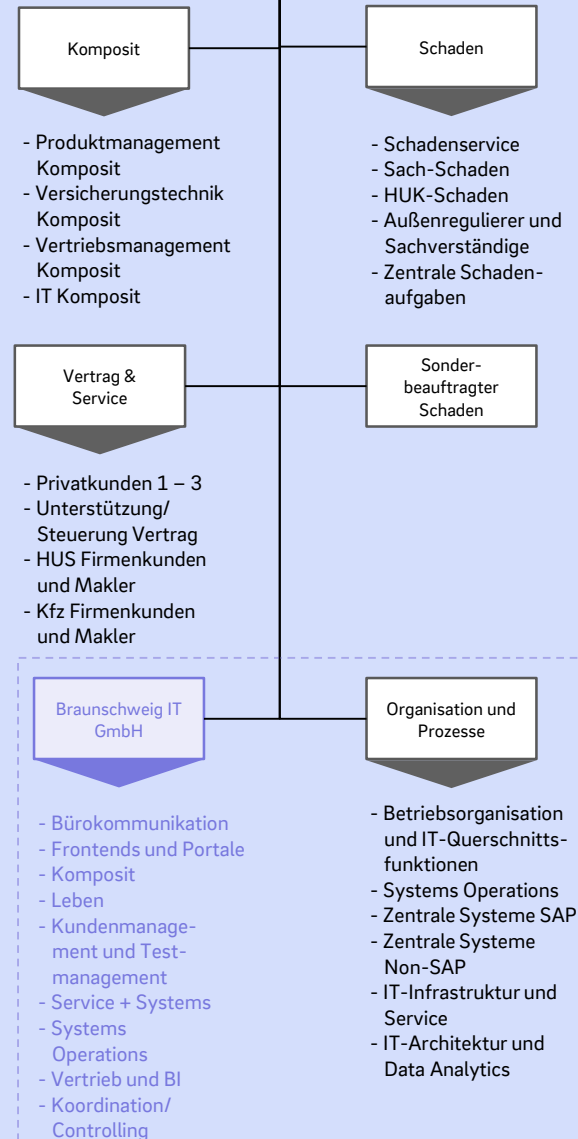 Komposit
- Produktmanagement
Komposit
- Versicherungstechnik
Komposit
- Vertriebsmanagement
Komposit
- IT Komposit
Schaden
- Schadenservice
- Sach-Schaden
- HUK-Schaden
- Außenregulierer und
Sachverständige
- Zentrale Schaden-
aufgaben
Vertrag &
Service
- Privatkunden 1 – 3
- Unterstützung/
Steuerung Vertrag
- HUS Firmenkunden
und Makler
- Kfz Firmenkunden
und Makler
Sonder-
beauftragter
Schaden
Braunschweig IT
GmbH
- Bürokommunikation
- Frontends und Portale
- Komposit
- Leben
- Kundenmanage-
ment und Test-
management
- Service + Systems
- Systems
Operations
- Vertrieb und BI
- Koordination/
Controlling
Organisation und
Prozesse
- Betriebsorganisation
und IT-Querschnitts-
funktionen
- Systems Operations
- Zentrale Systeme SAP
- Zentrale Systeme
Non-SAP
- IT-Infrastruktur und
Service
- IT-Architektur und
Data Analytics